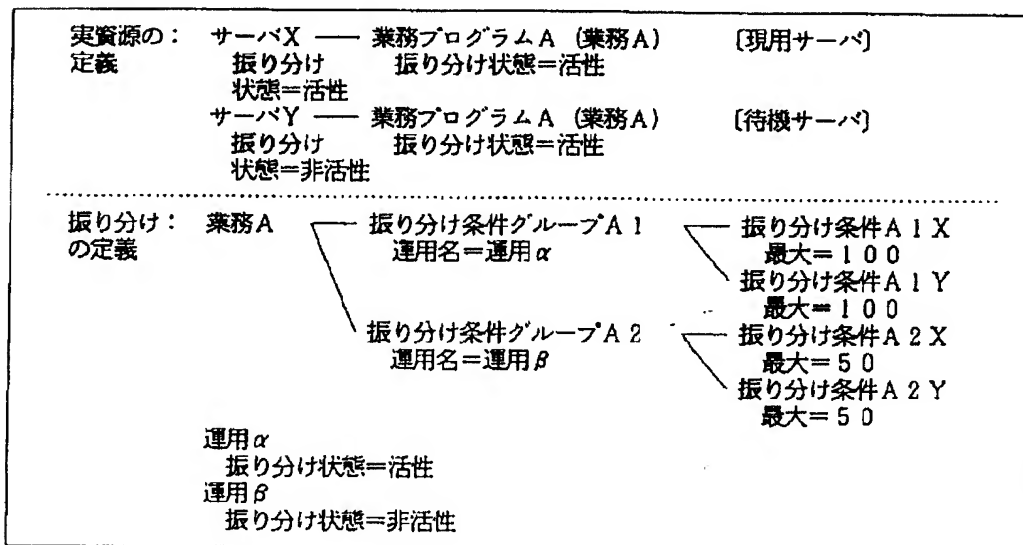 実資源の： サーバX ── 業務プログラムA（業務A） 〔現用サーバ〕
定義 振り分け 振り分け状態＝活性
状態＝活性
サーバY ── 業務プログラムA（業務A） 〔待機サーバ〕
振り分け 振り分け状態＝活性
状態＝非活性
振り分け： 業務A 振り分け条件グループA1 振り分け条件A1X
の定義 運用名＝運用α 最大＝100
振り分け条件A1Y
最大＝100
振り分け条件グループA2 振り分け条件A2X
運用名＝運用β 最大＝50
振り分け条件A2Y
最大＝50
運用α
振り分け状態＝活性
運用β
振り分け状態＝非活性